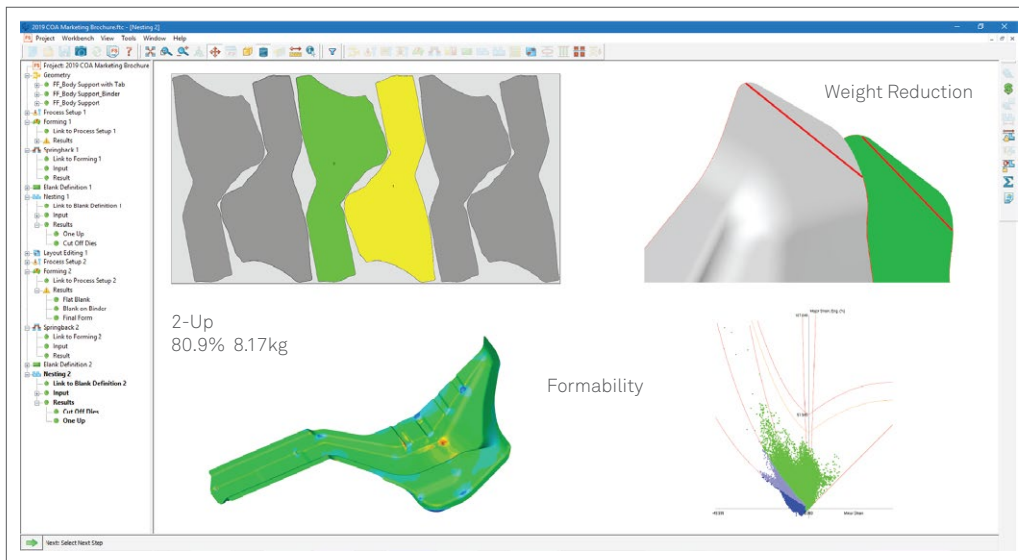 2019 COA Marketing Brochure.ftc - [Nesting 2]
Project Workbench View Tools Window Help
Project: 2019 COA Marketing Brochure
Geometry
FF_Body Support with Tab
FF_Body Support_Binder
FF_Body Support
Process Setup 1
Forming 1
Link to Process Setup 1
Results
Springback 1
Link to Forming 1
Input
Result
Blank Definition 1
Nesting 1
Link to Blank Definition 1
Input
Results
One Up
Cut Off Dies
Layout Editing 1
Process Setup 2
Forming 2
Link to Process Setup 2
Results
Flat Blank
Blank on Binder
Final Form
Springback 2
Link to Forming 2
Input
Result
Blank Definition 2
Nesting 2
Link to Blank Definition 2
Input
Results
Cut Off Dies
One Up
Weight Reduction
2-Up
80.9% 8.17kg
Formability
Major Strain Eng. (%)
Minor Strain
Next: Select Next Step